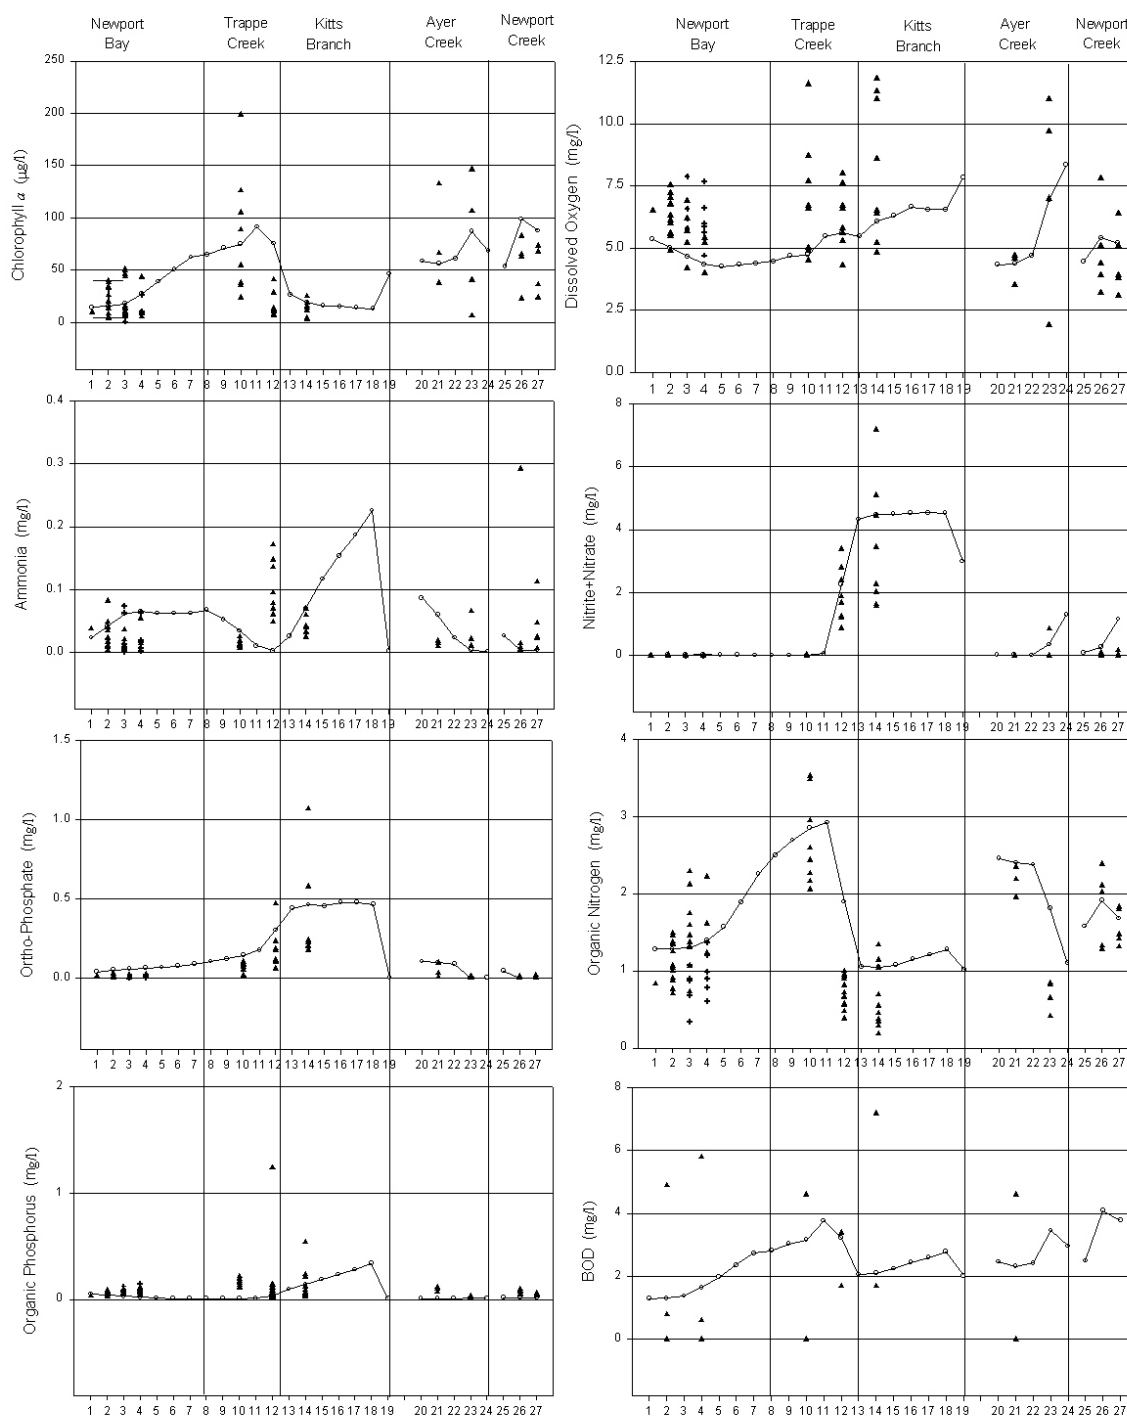 Newport Bay
Trappe Creek
Kitts Branch
Ayer Creek
Newport Creek
Chlorophyll a (µg/l)
250
200
150
100
50
0
1 2 3 4 5 6 7 8 9 10 11 12 13 14 15 16 17 18 19 20 21 22 23 24 25 26 27
Newport Bay
Trappe Creek
Kitts Branch
Ayer Creek
Newport Creek
Dissolved Oxygen (mg/l)
12.5
10.0
7.5
5.0
2.5
0.0
1 2 3 4 5 6 7 8 9 10 11 12 13 14 15 16 17 18 19 20 21 22 23 24 25 26 27
Ammonia (mg/l)
0.4
0.3
0.2
0.1
0.0
1 2 3 4 5 6 7 8 9 10 11 12 13 14 15 16 17 18 19 20 21 22 23 24 25 26 27
Nitrite+Nitrate (mg/l)
8
6
4
2
0
1 2 3 4 5 6 7 8 9 10 11 12 13 14 15 16 17 18 19 20 21 22 23 24 25 26 27
Ortho-Phosphate (mg/l)
1.5
1.0
0.5
0.0
1 2 3 4 5 6 7 8 9 10 11 12 13 14 15 16 17 18 19 20 21 22 23 24 25 26 27
Organic Nitrogen (mg/l)
4
3
2
1
0
1 2 3 4 5 6 7 8 9 10 11 12 13 14 15 16 17 18 19 20 21 22 23 24 25 26 27
Organic Phosphorus (mg/l)
2
1
0
1 2 3 4 5 6 7 8 9 10 11 12 13 14 15 16 17 18 19 20 21 22 23 24 25 26 27
BOD (mg/l)
8
6
4
2
0
1 2 3 4 5 6 7 8 9 10 11 12 13 14 15 16 17 18 19 20 21 22 23 24 25 26 27